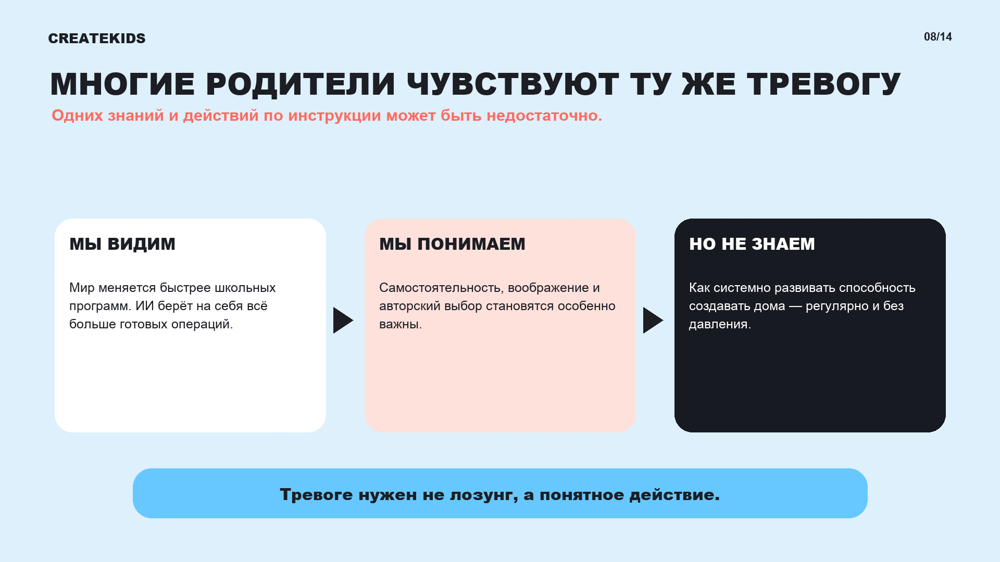 CREATEKIDS
08/14
МНОГИЕ РОДИТЕЛИ ЧУВСТВУЮТ ТУ ЖЕ ТРЕВОГУ
Одних знаний и действий по инструкции может быть недостаточно.
МЫ ВИДИМ
Мир меняется быстрее школьных
программ. ИИ берёт на себя всё
больше готовых операций.
МЫ ПОНИМАЕМ
Самостоятельность, воображение и
авторский выбор становятся особенно
важны.
НО НЕ ЗНАЕМ
Как системно развивать способность
создавать дома — регулярно и без
давления.
Тревоге нужен не лозунг, а понятное действие.